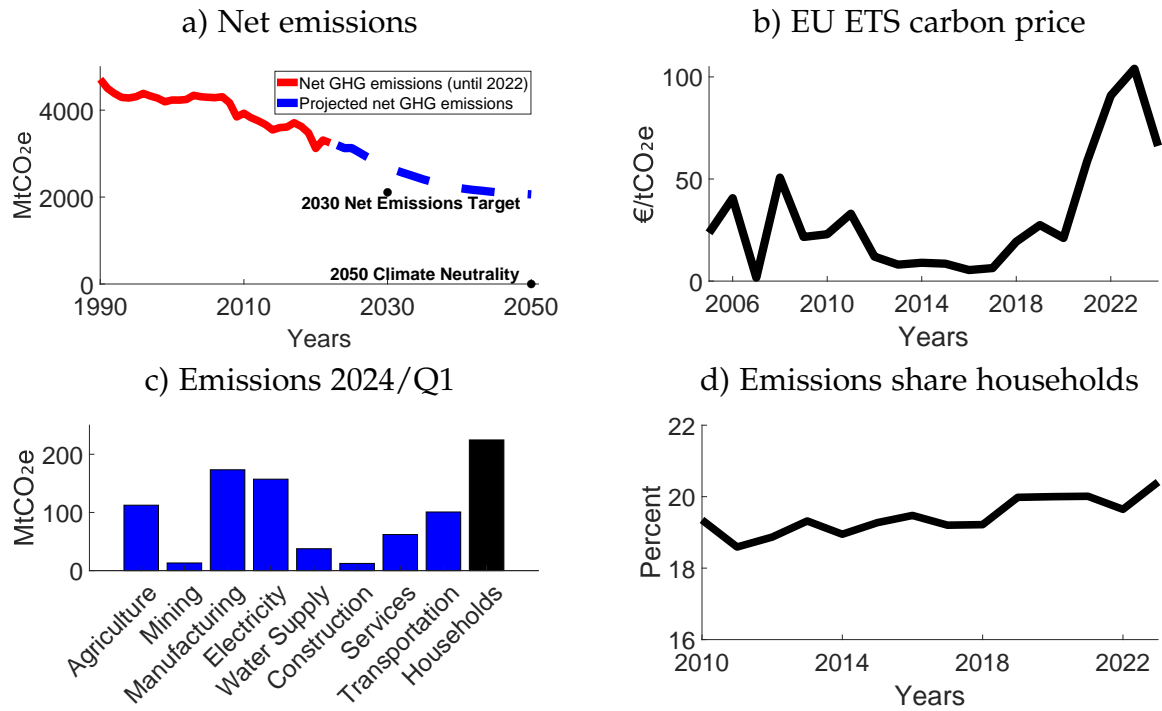 a) Net emissions
MtCO₂e
4000
2000
0
Net GHG emissions (until 2022)
Projected net GHG emissions
2030 Net Emissions Target
2050 Climate Neutrality
1990
2010
2030
2050
Years
b) EU ETS carbon price
€/tCO₂e
100
50
0
2006
2010
2014
2018
2022
Years
c) Emissions 2024/Q1
MtCO₂e
200
100
0
Agriculture
Mining
Manufacturing
Electricity
Water Supply
Construction
Services
Transportation
Households
d) Emissions share households
Percent
22
20
18
16
2010
2014
2018
2022
Years